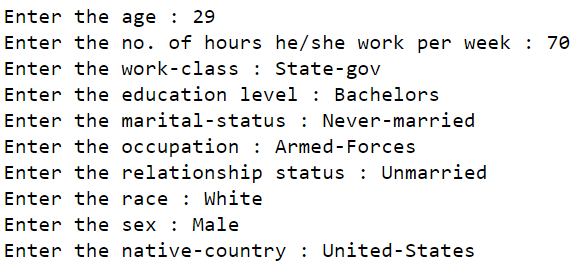 Enter the age : 29
Enter the no. of hours he/she work per week : 70
Enter the work-class : State-gov
Enter the education level : Bachelors
Enter the marital-status : Never-married
Enter the occupation : Armed-Forces
Enter the relationship status : Unmarried
Enter the race : White
Enter the sex : Male
Enter the native-country : United-States